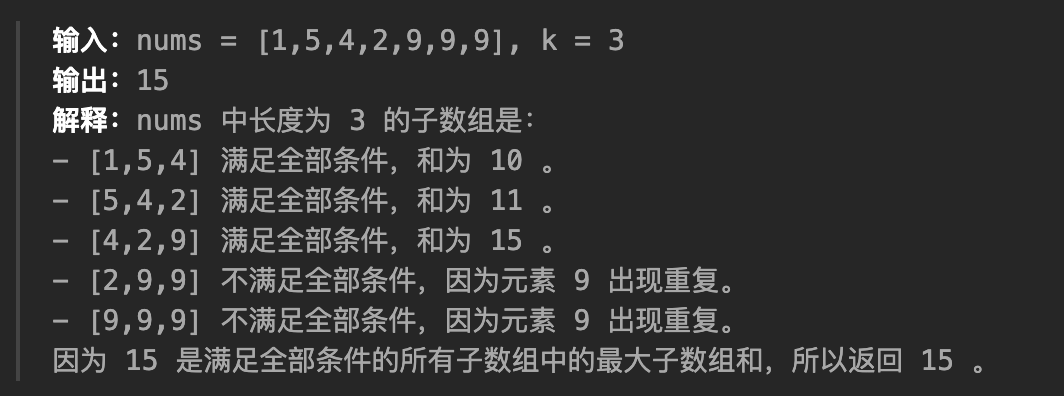 输入：nums = [1,5,4,2,9,9,9], k = 3
输出：15
解释：nums 中长度为 3 的子数组是：
- [1,5,4] 满足全部条件，和为 10 。
- [5,4,2] 满足全部条件，和为 11 。
- [4,2,9] 满足全部条件，和为 15 。
- [2,9,9] 不满足全部条件，因为元素 9 出现重复。
- [9,9,9] 不满足全部条件，因为元素 9 出现重复。
因为 15 是满足全部条件的所有子数组中的最大子数组和，所以返回 15 。